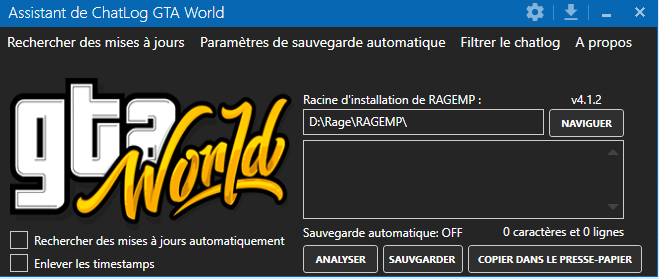 Assistant de ChatLog GTA World
Rechercher des mises à jours Paramètres de sauvegarde automatique Filtrer le chatlog A propos
gta World
Racine d'installation de RAGEMP : v4.1.2
D:\Rage\RAGEMP\ NAVIGUER
Sauvegarde automatique: OFF 0 caractères et 0 lignes
Rechercher des mises à jours automatiquement
Enlever les timestamps
ANALYSER SAUVGARDER COPIER DANS LE PRESSE-PAPIER